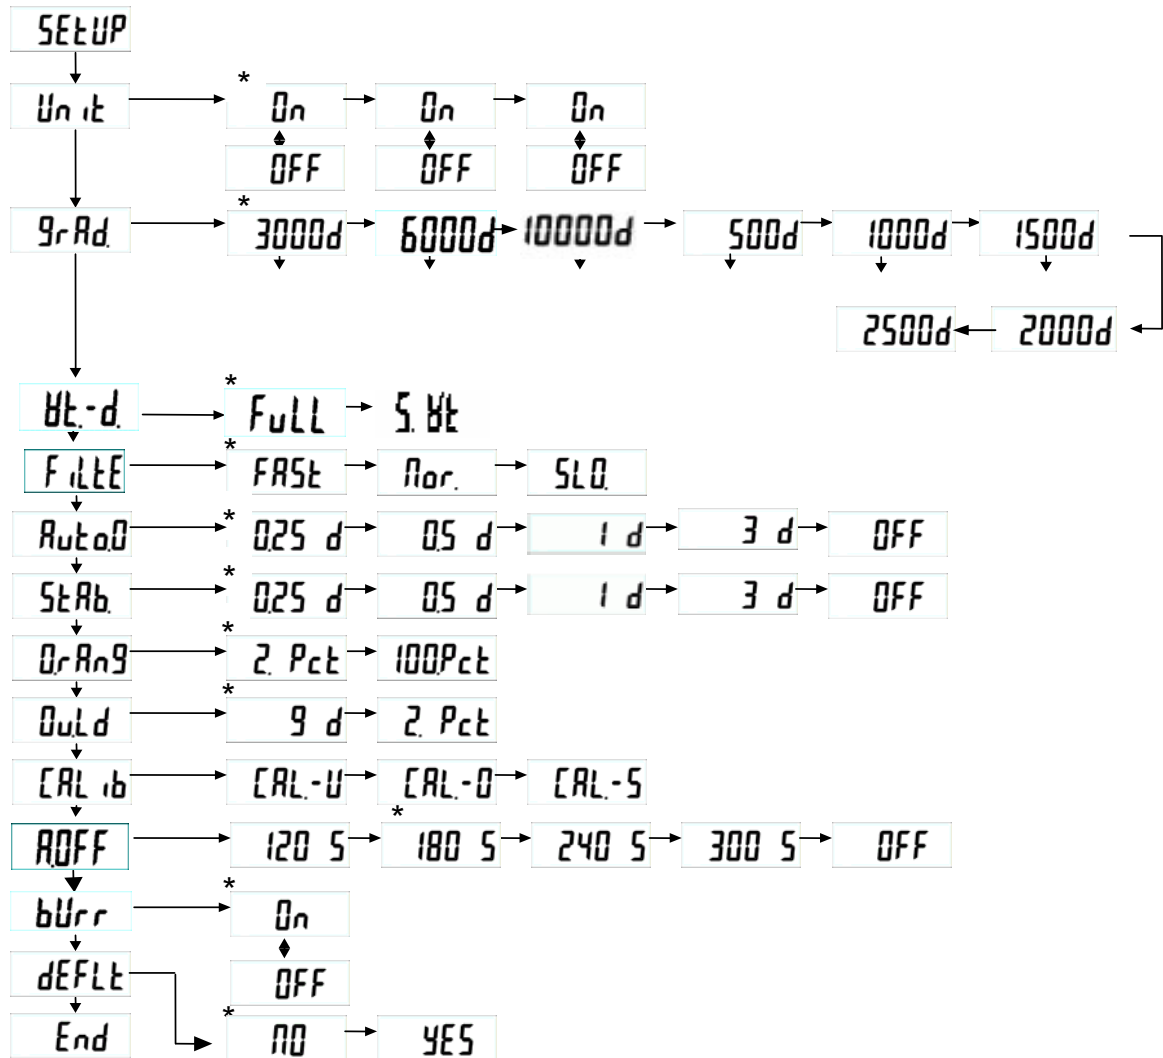 SEtUP
*
Unit On On On
OFF OFF OFF
*
GrAd. 3000d 6000d 10000d 500d 1000d 1500d
2500d 2000d
*
Wt.-d. FuLL S. Wt
*
FiLtE FASt Nor. SLO.
*
Auto.0 0.25 d 0.5 d 1 d 3 d OFF
*
StAb. 0.25 d 0.5 d 1 d 3 d OFF
*
0.rAn9 2. Pct 100.Pct
*
Ov.Ld 9 d 2. Pct
CALib CAL.-U CAL.-0 CAL.-S
*
A.OFF 120 S 180 S 240 S 300 S OFF
*
bUrr On
dEFLt OFF
*
End NO YES